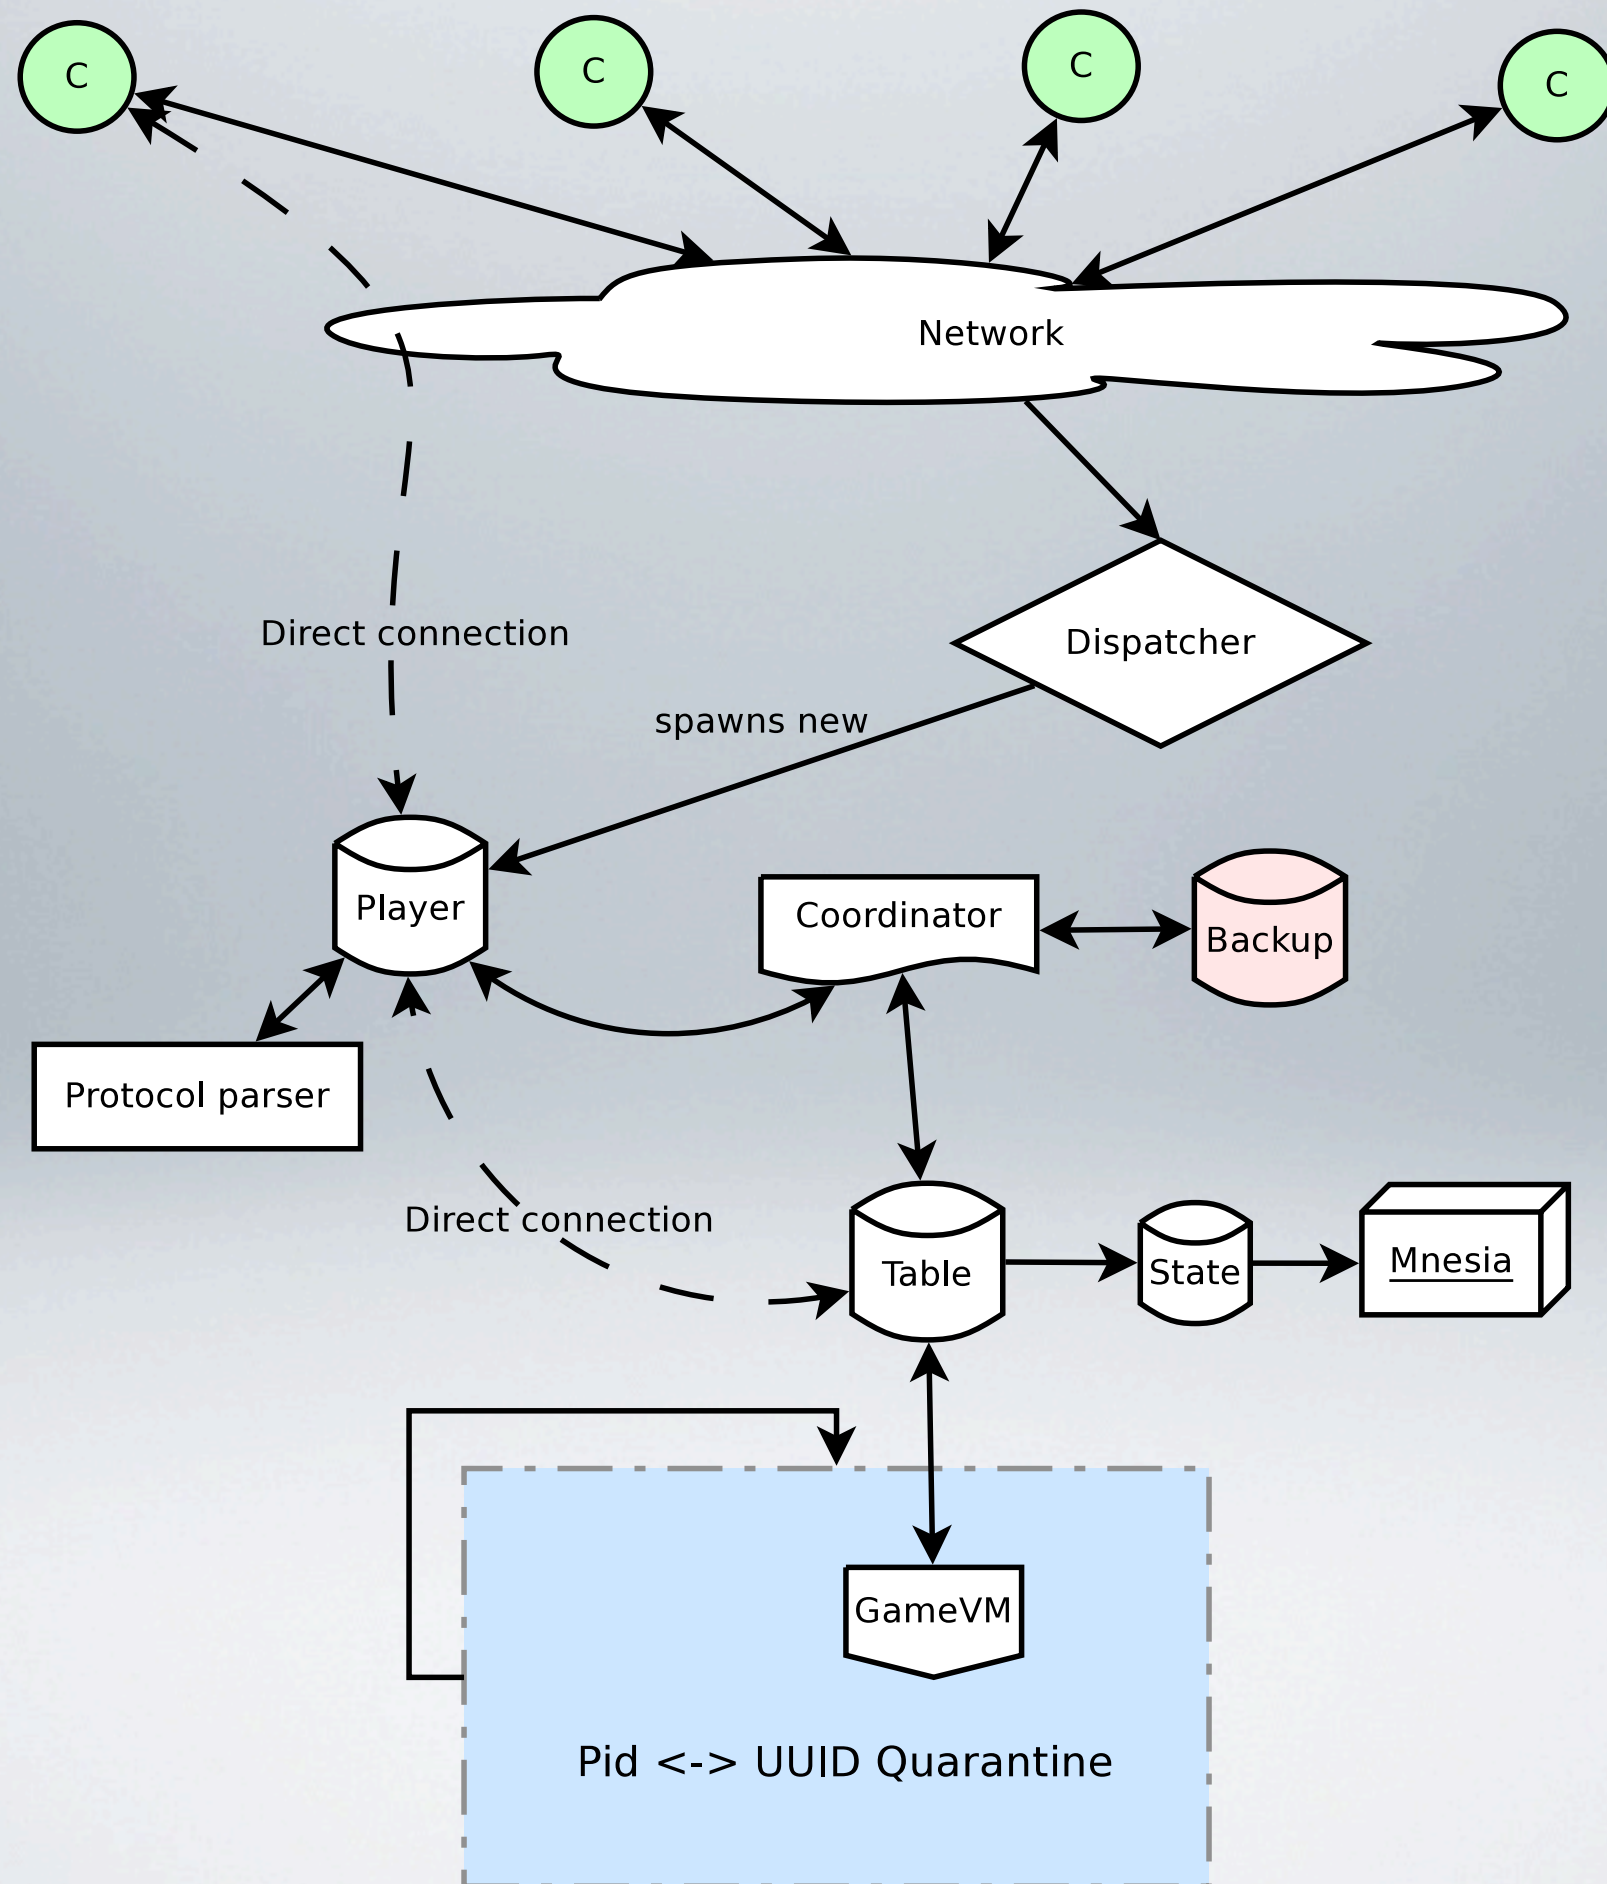 C
C
C
C
Network
Direct connection
Dispatcher
spawns new
Player
Coordinator
Backup
Protocol parser
Direct connection
Table
State
Mnesia
GameVM
Pid <-> UUID Quarantine